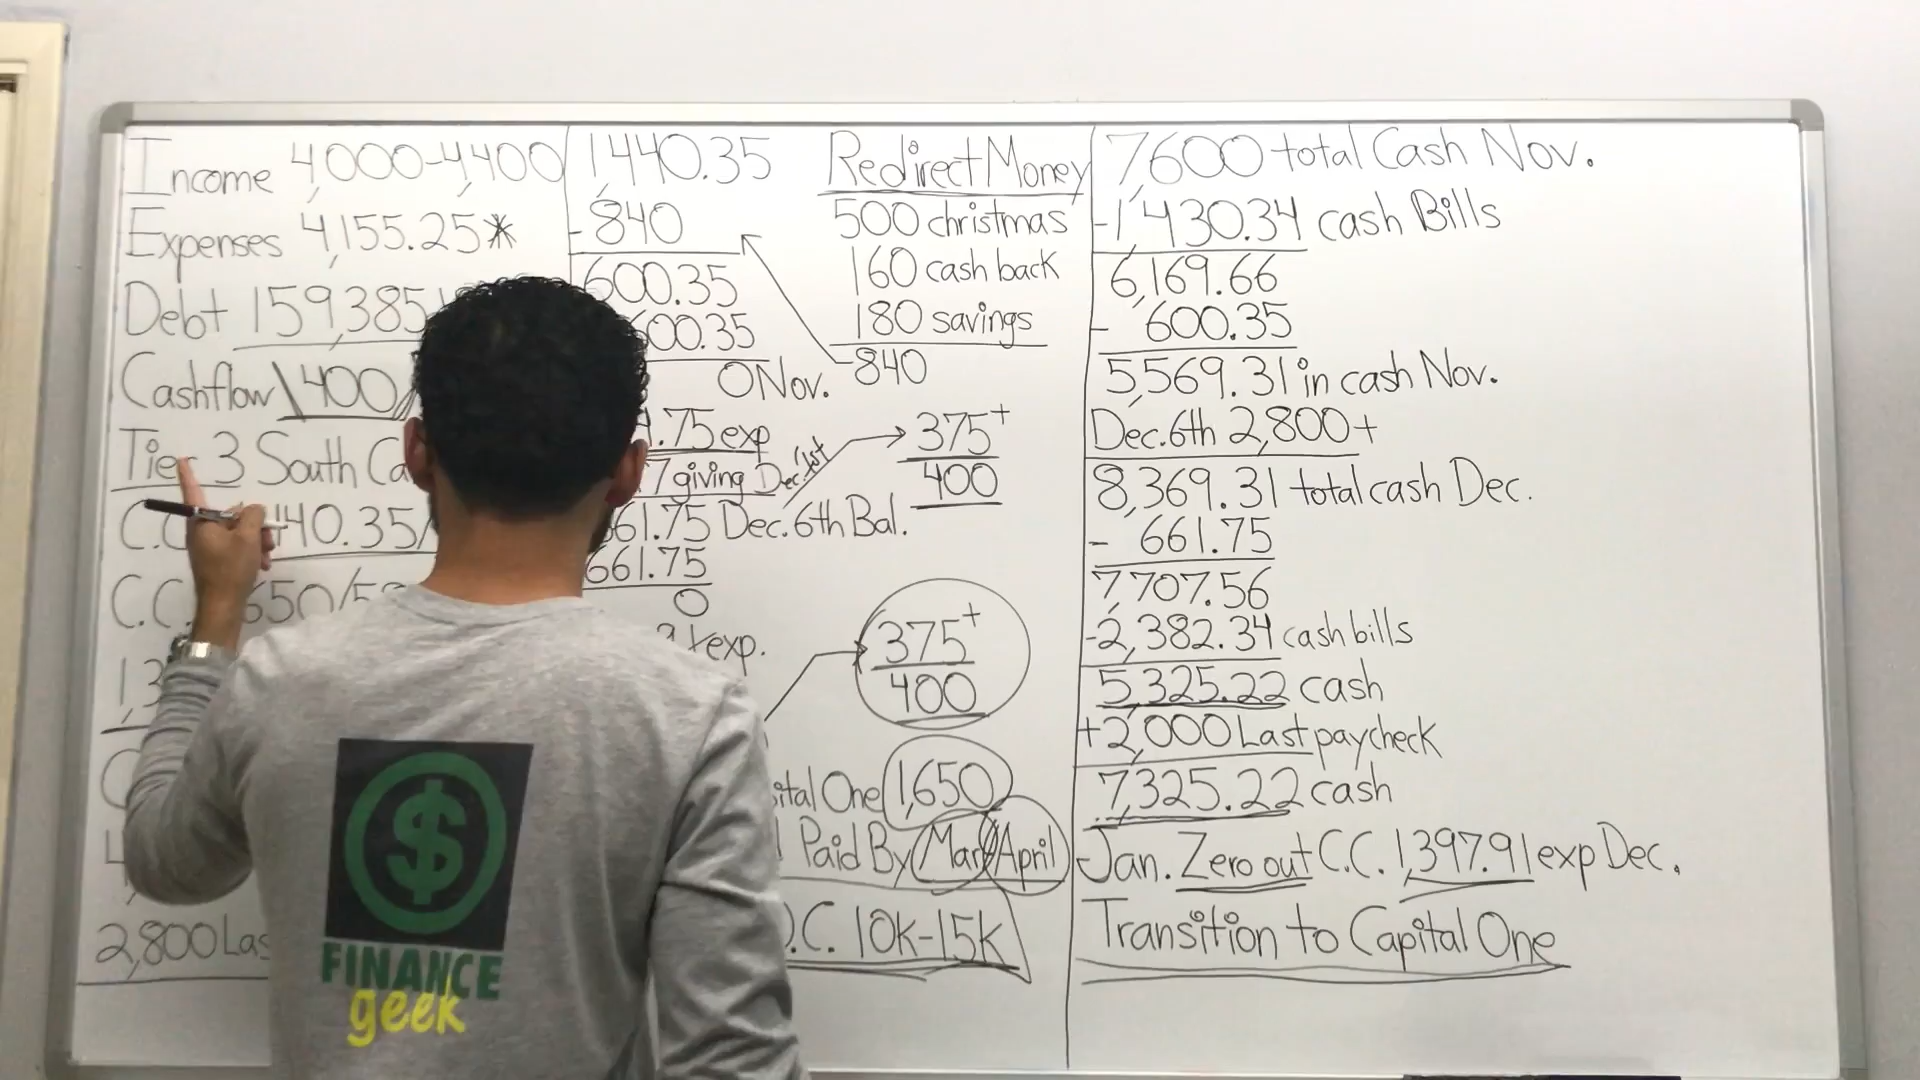 Income 4,000-4,400
Expenses 4,155.25*
Debt 159,385
Cashflow 400
Tier 3 South Ca
C.C. 440.35/
C.C. 650/5
1,3
2,800 Las
1,440.35
-840
600.35
600.35
0 Nov.
.75 exp
7 giving Dec. 1st
661.75 Dec. 6th Bal.
661.75
0
exp.
ital One 1,650
Paid By Mar April
.C. 10k-15k
Redirect Money
500 christmas
160 cash back
180 savings
-840
375+
400
375+
400
7,600 total Cash Nov.
-1,430.34 cash Bills
6,169.66
- 600.35
5,569.31 in cash Nov.
Dec. 6th 2,800+
8,369.31 total cash Dec.
- 661.75
7,707.56
-2,382.34 cash bills
5,325.22 cash
+2,000 Last paycheck
7,325.22 cash
Jan. Zero out C.C. 1,397.91 exp Dec.
Transition to Capital One
$
FINANCE
geek